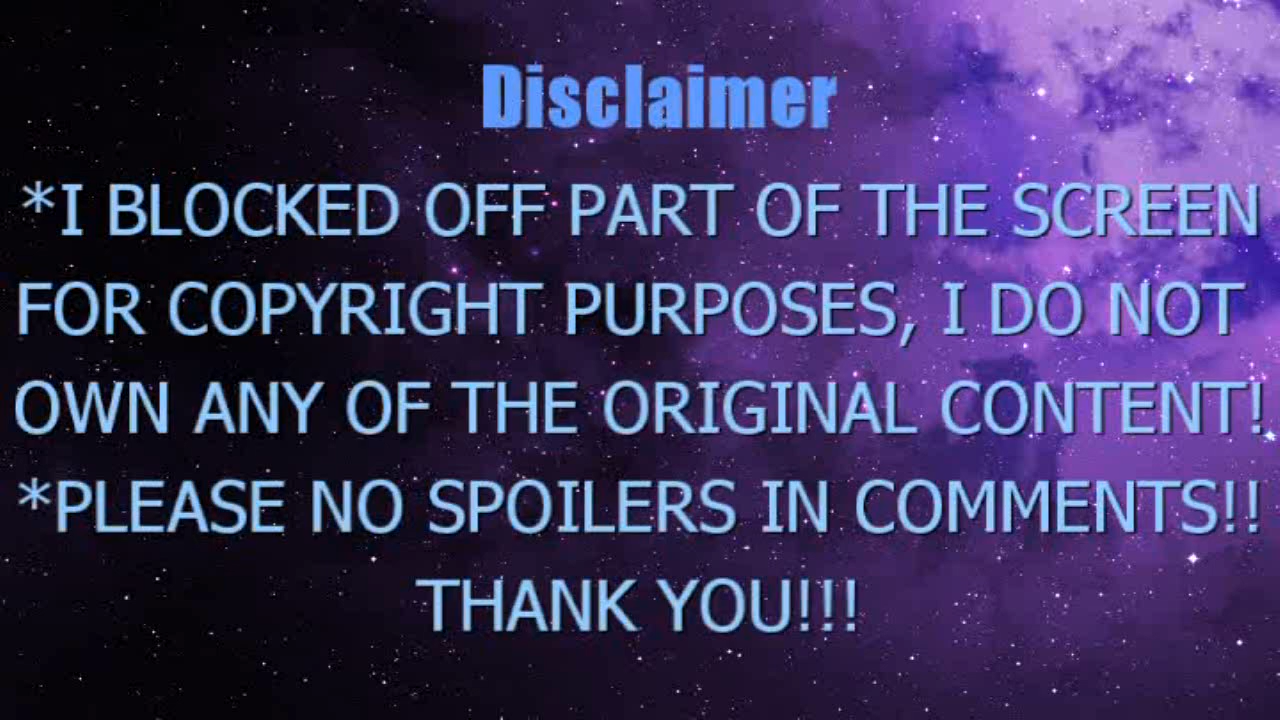 Disclaimer
*I BLOCKED OFF PART OF THE SCREEN
FOR COPYRIGHT PURPOSES, I DO NOT
OWN ANY OF THE ORIGINAL CONTENT!
*PLEASE NO SPOILERS IN COMMENTS!!
THANK YOU!!!